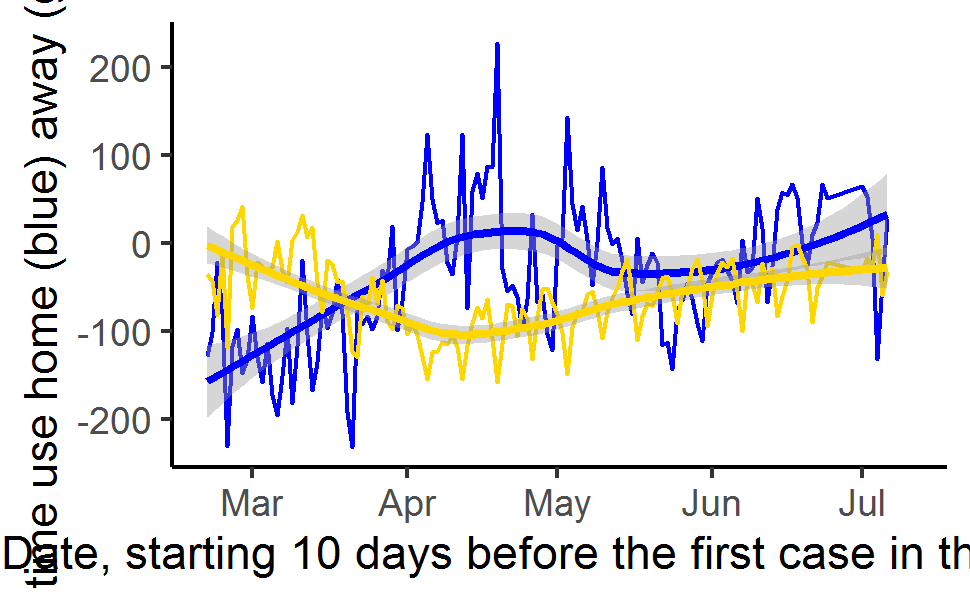 time use home (blue) away (
200
100
0
-100
-200
Mar Apr May Jun Jul
Date, starting 10 days before the first case in th